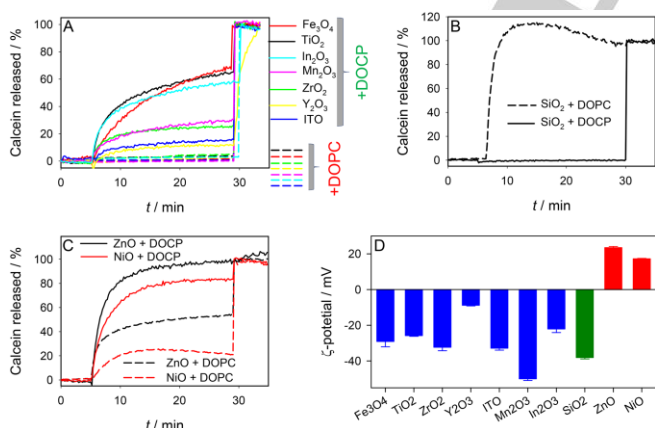 A
Calcein released / %
100
80
60
40
20
0
0
10
20
30
t / min
Fe3O4
TiO2
In2O3
Mn2O3
ZrO2
Y2O3
ITO
+DOCP
+DOPC
B
Calcein released / %
120
100
80
60
40
20
0
0
10
20
30
t / min
SiO2 + DOPC
SiO2 + DOCP
C
Calcein released / %
100
80
60
40
20
0
0
10
20
30
t / min
ZnO + DOCP
NiO + DOCP
ZnO + DOPC
NiO + DOPC
D
ζ-potetial / mV
20
0
-20
-40
Fe3O4
TiO2
ZrO2
Y2O3
ITO
Mn2O3
In2O3
SiO2
ZnO
NiO